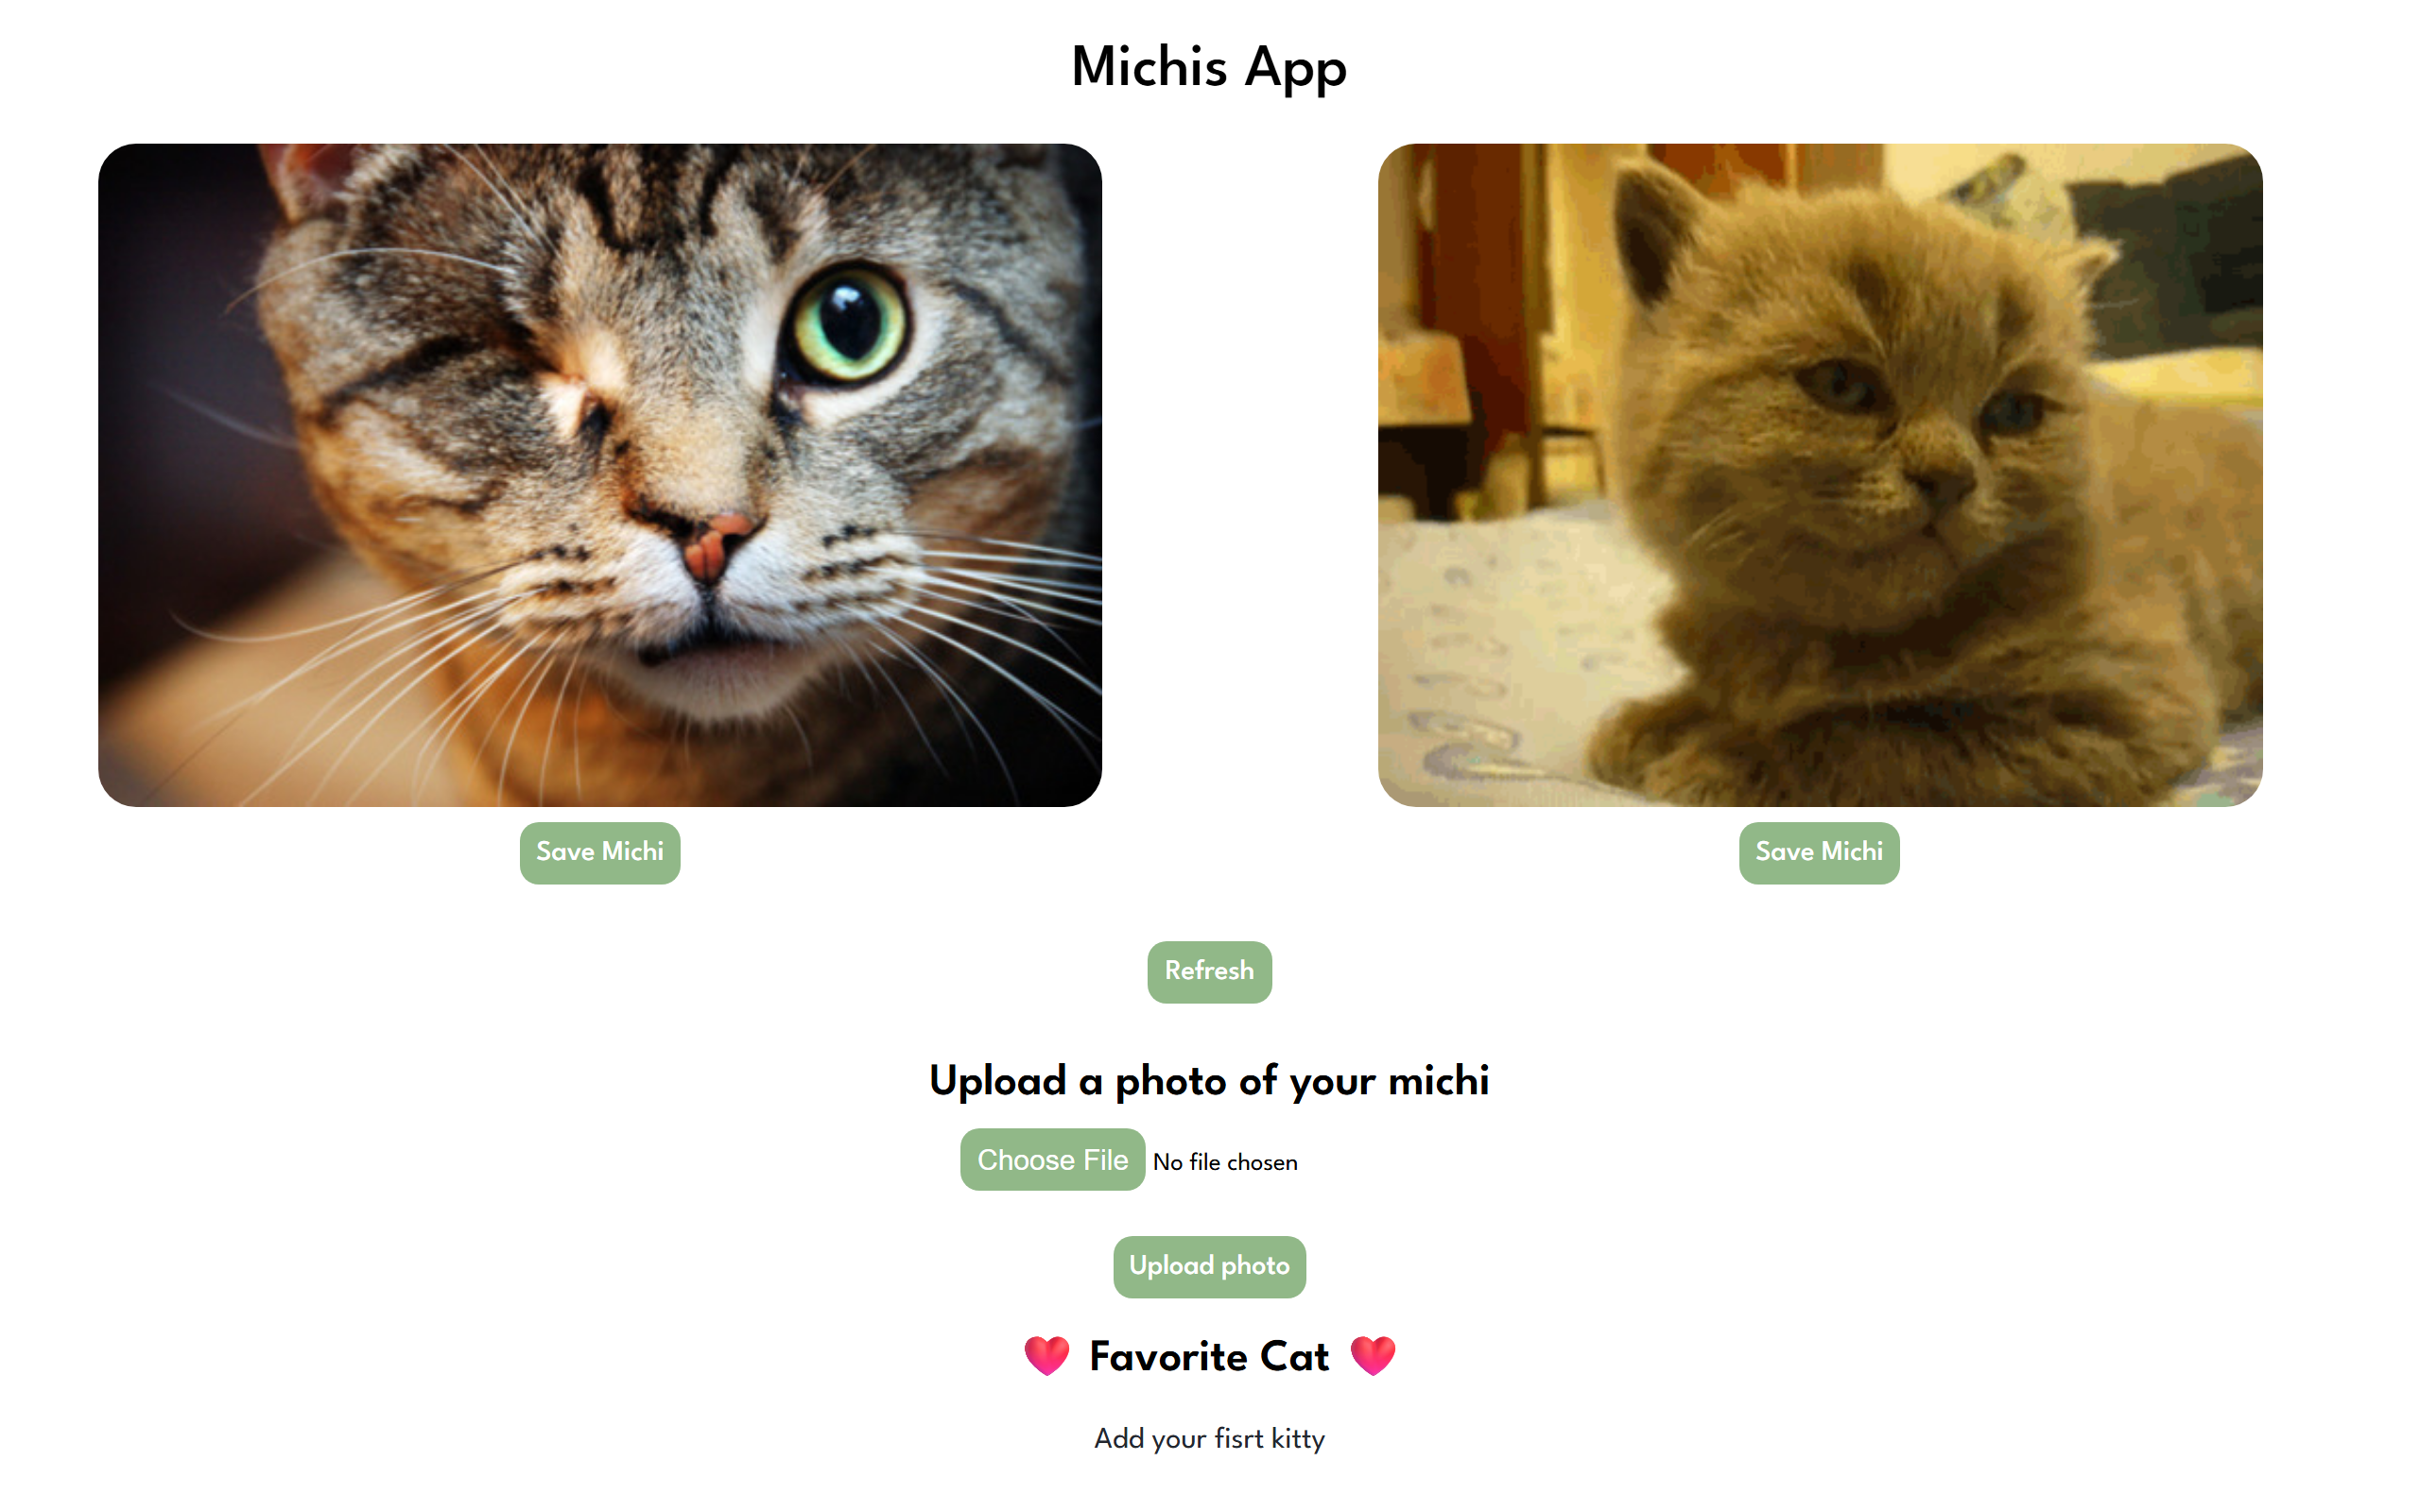 Michis App
Save Michi
Save Michi
Refresh
Upload a photo of your michi
Choose File No file chosen
Upload photo
Favorite Cat
Add your fisrt kitty